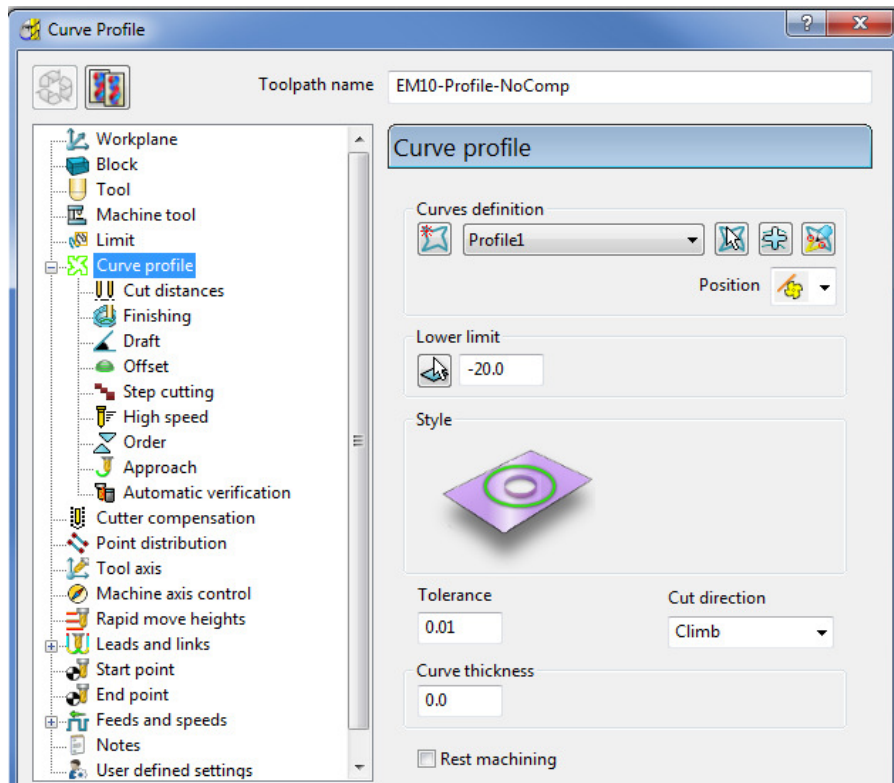 Curve Profile
Toolpath name
EM10-Profile-NoComp
Workplane
Block
Tool
Machine tool
Limit
Curve profile
Cut distances
Finishing
Draft
Offset
Step cutting
High speed
Order
Approach
Automatic verification
Cutter compensation
Point distribution
Tool axis
Machine axis control
Rapid move heights
Leads and links
Start point
End point
Feeds and speeds
Notes
User defined settings
Curve profile
Curves definition
Profile1
Position
Lower limit
-20.0
Style
Tolerance
Cut direction
0.01
Climb
Curve thickness
0.0
Rest machining